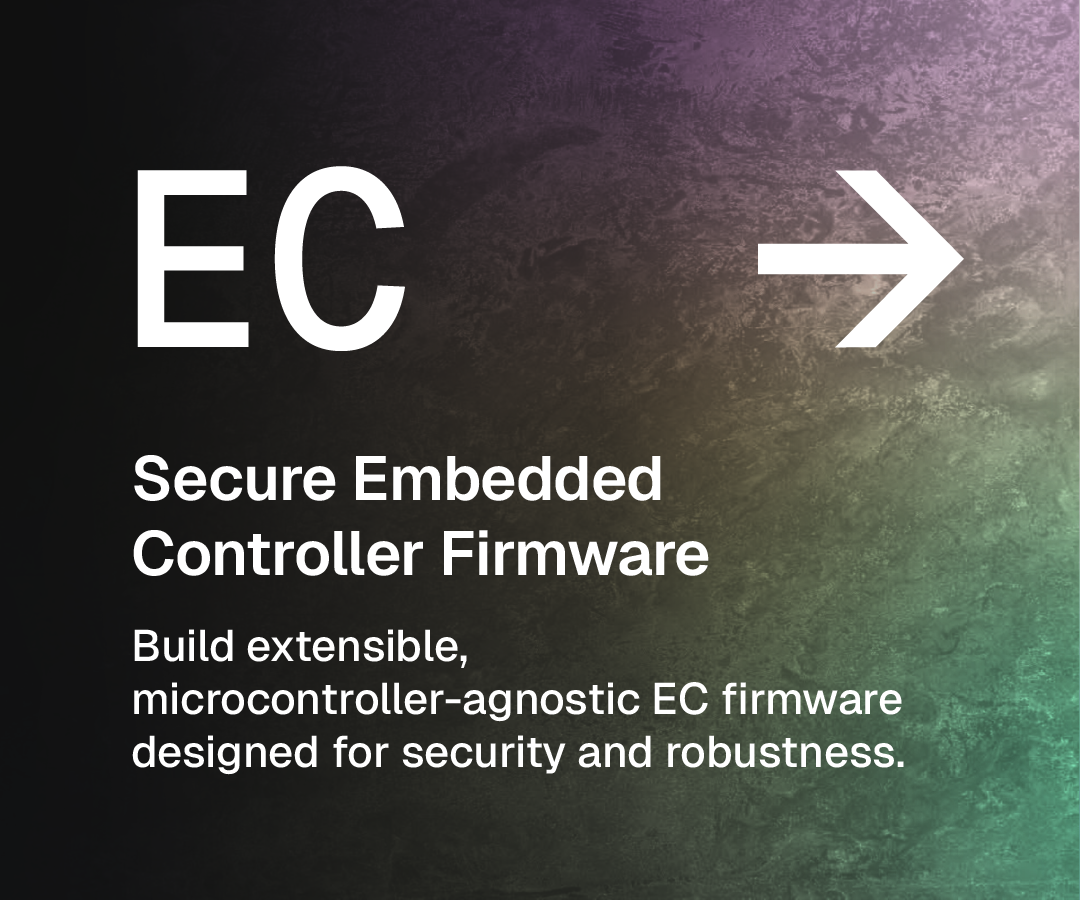 EC →
Secure Embedded
Controller Firmware
Build extensible,
microcontroller-agnostic EC firmware
designed for security and robustness.